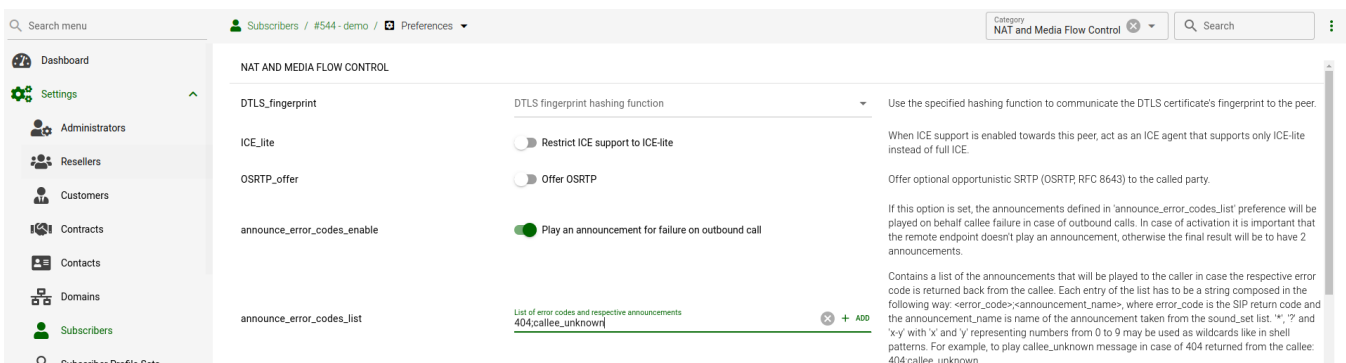 Search menu
Subscribers / #544 - demo / Preferences
Category
NAT and Media Flow Control
Search
Dashboard
Settings
Administrators
Resellers
Customers
Contracts
Contacts
Domains
Subscribers
Subscriber Profile Sets
NAT AND MEDIA FLOW CONTROL
DTLS_fingerprint
DTLS fingerprint hashing function
Use the specified hashing function to communicate the DTLS certificate's fingerprint to the peer.
ICE_lite
Restrict ICE support to ICE-lite
When ICE support is enabled towards this peer, act as an ICE agent that supports only ICE-lite
instead of full ICE.
OSRTP_offer
Offer OSRTP
Offer optional opportunistic SRTP (OSRTP, RFC 8643) to the called party.
announce_error_codes_enable
Play an announcement for failure on outbound call
If this option is set, the announcements defined in 'announce_error_codes_list' preference will be
played on behalf callee failure in case of outbound calls. In case of activation it is important that
the remote endpoint doesn't play an announcement, otherwise the final result will be to have 2
announcements.
announce_error_codes_list
List of error codes and respective announcements
404;callee_unknown
+ ADD
Contains a list of the announcements that will be played to the caller in case the respective error
code is returned back from the callee. Each entry of the list has to be a string composed in the
following way: <error_code>;<announcement_name>, where error_code is the SIP return code and
the announcement_name is name of the announcement taken from the sound_set list. '*', '?' and
'x-y' with 'x' and 'y' representing numbers from 0 to 9 may be used as wildcards like in shell
patterns. For example, to play callee_unknown message in case of 404 returned from the callee:
404;callee_unknown